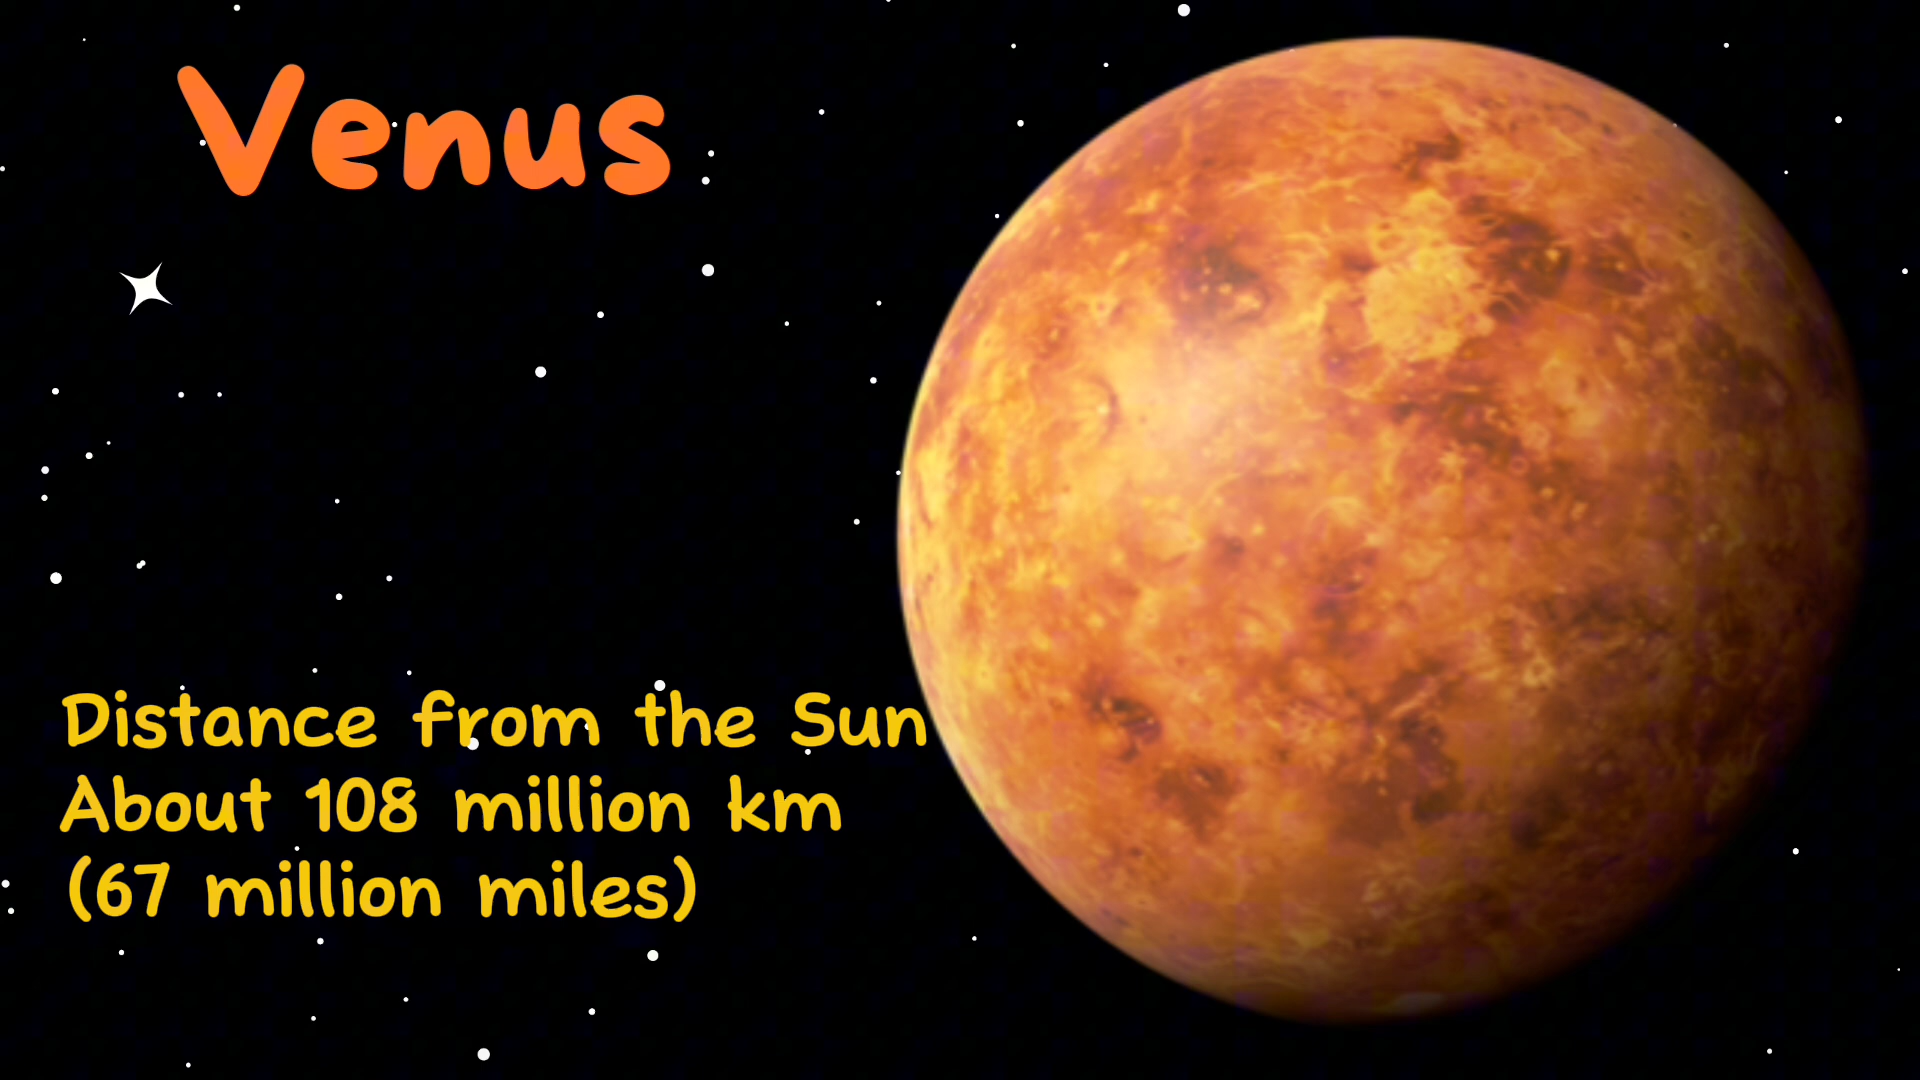 Venus
Distance from the Sun
About 108 million km
(67 million miles)